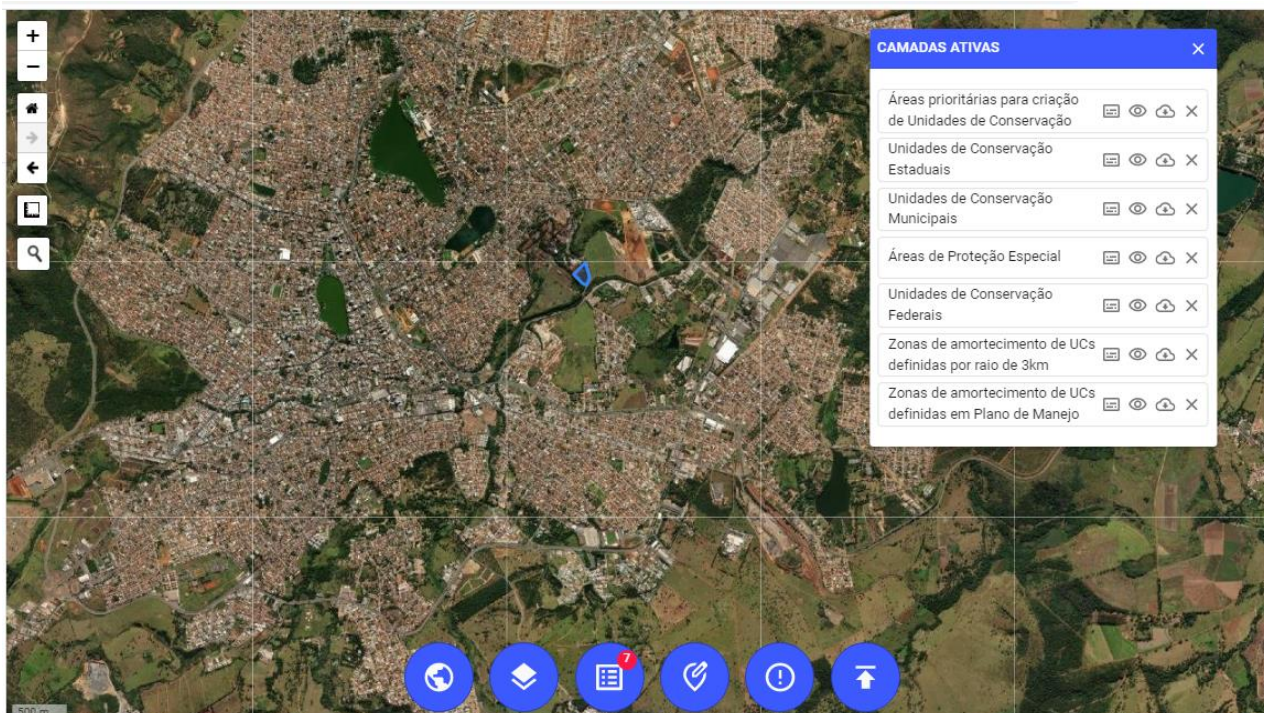 +
−
CAMADAS ATIVAS
Áreas prioritárias para criação
de Unidades de Conservação
Unidades de Conservação
Estaduais
Unidades de Conservação
Municipais
Áreas de Proteção Especial
Unidades de Conservação
Federais
Zonas de amortecimento de UCs
definidas por raio de 3km
Zonas de amortecimento de UCs
definidas em Plano de Manejo
7
500 m